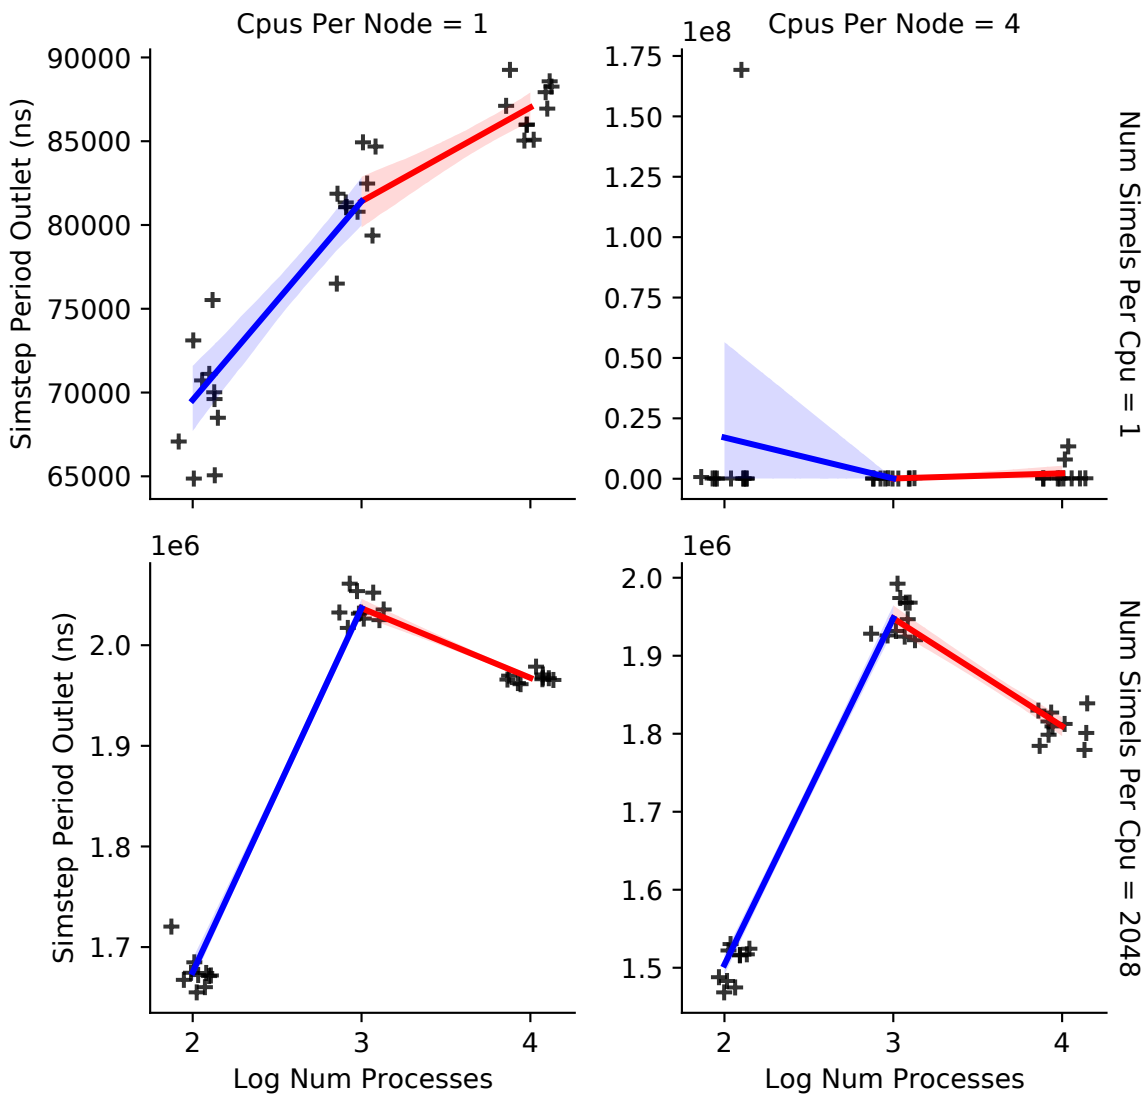 Cpus Per Node = 1
Cpus Per Node = 4
1e8
90000
85000
80000
75000
70000
65000
Simstep Period Outlet (ns)
1.75
1.50
1.25
1.00
0.75
0.50
0.25
0.00
Num Simels Per Cpu = 1
1e6
2.0
1.9
1.8
1.7
Simstep Period Outlet (ns)
2
3
4
Log Num Processes
1e6
2.0
1.9
1.8
1.7
1.6
1.5
Num Simels Per Cpu = 2048
2
3
4
Log Num Processes